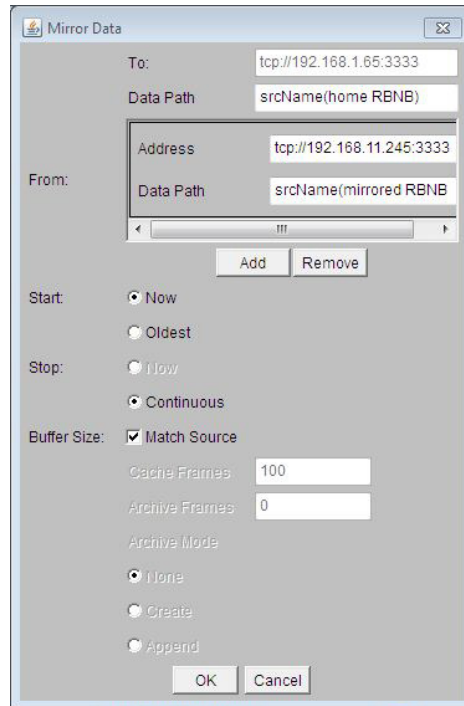 Mirror Data
To: tcp://192.168.1.65:3333
Data Path srcName(home RBNB)
From:
Address tcp://192.168.11.245:3333
Data Path srcName(mirrored RBNB
Add Remove
Start: Now
Oldest
Stop: Now
Continuous
Buffer Size: Match Source
Cache Frames 100
Archive Frames 0
Archive Mode
None
Create
Append
OK Cancel